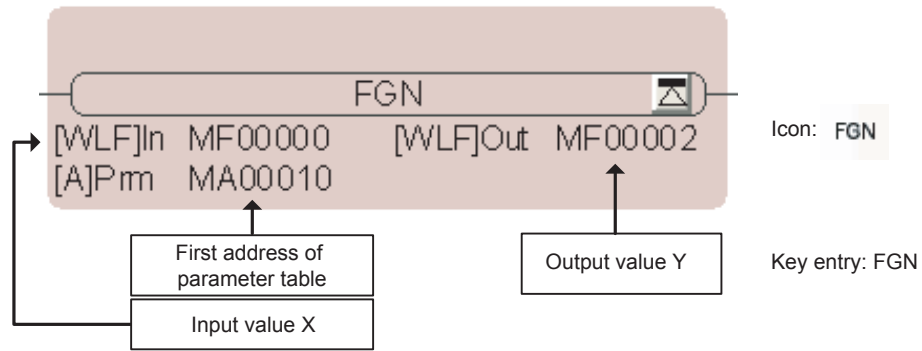 FGN
[WLF]In MF00000 [WLF]Out MF00002
[A]Prm MA00010
First address of
parameter table
Input value X
Output value Y
Icon: FGN
Key entry: FGN